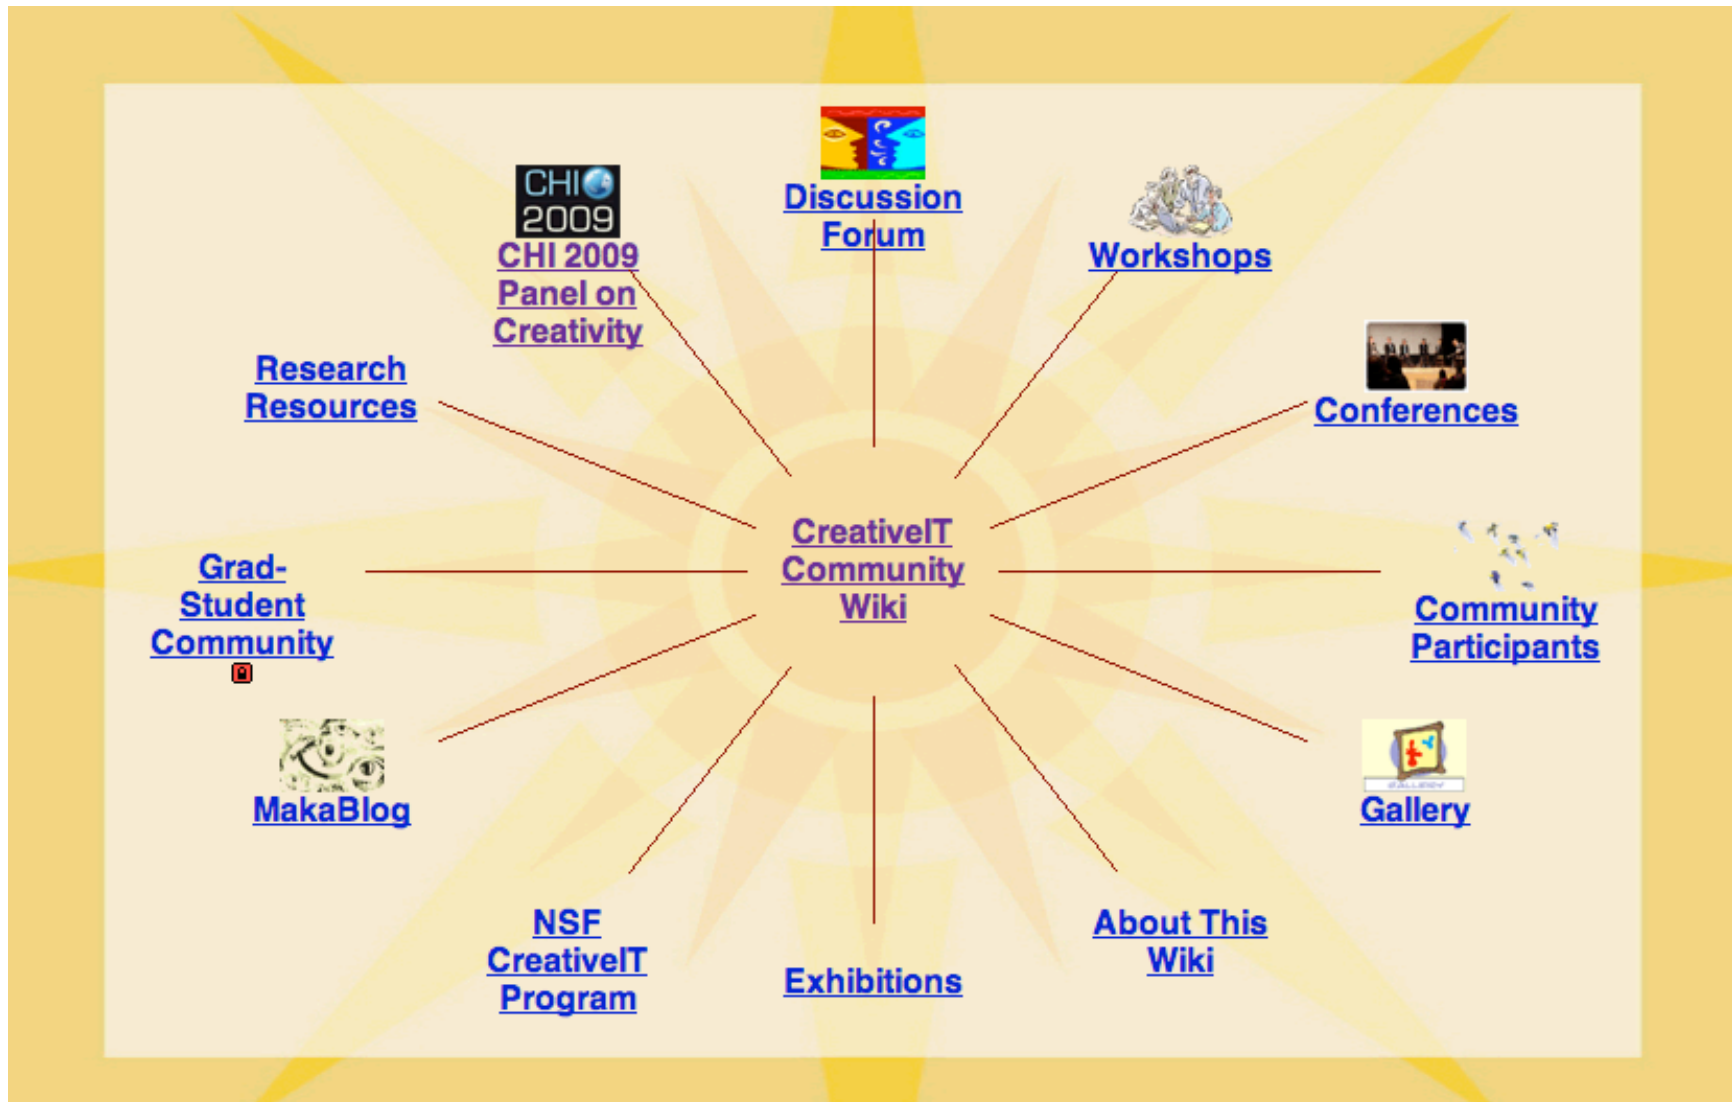 CHI
2009
CHI 2009
Panel on
Creativity
Discussion
Forum
Workshops
Research
Resources
Conferences
CreativeIT
Community
Wiki
Grad-
Student
Community
Community
Participants
MakaBlog
GALLERY
Gallery
NSF
CreativeIT
Program
Exhibitions
About This
Wiki